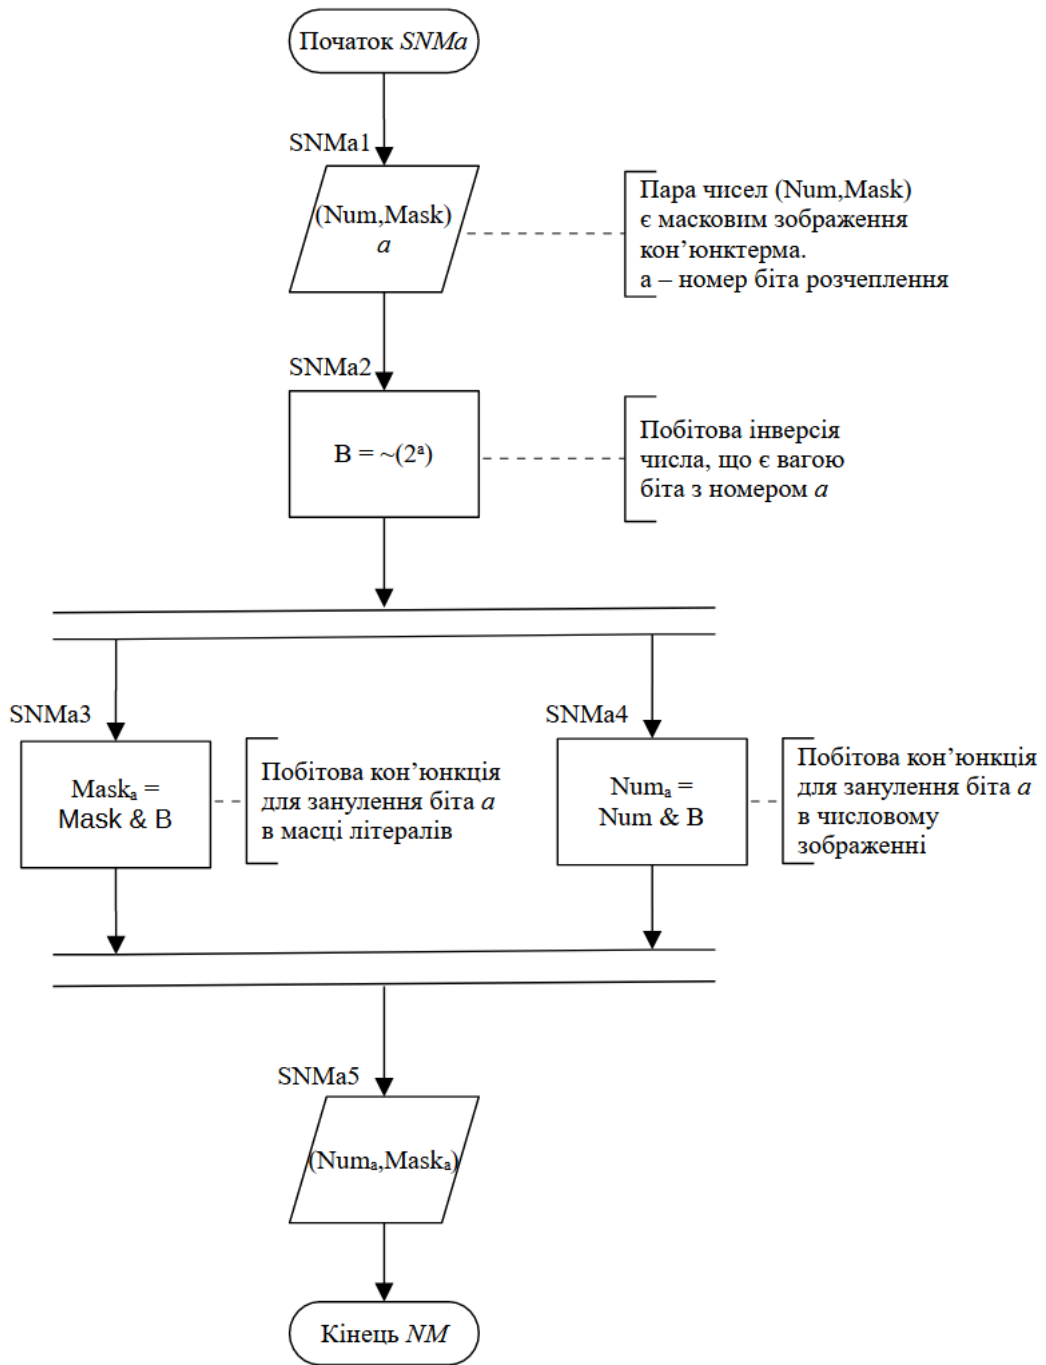 Початок SNMa
SNMa1
(Num,Mask)
a
Пара чисел (Num,Mask)
є масковим зображення
кон’юнктерма.
а – номер біта розчеплення
SNMa2
B = ~(2ᵃ)
Побітова інверсія
числа, що є вагою
біта з номером a
SNMa3
Maskₐ =
Mask & B
Побітова кон’юнкція
для занулення біта a
в масці літералів
SNMa4
Numₐ =
Num & B
Побітова кон’юнкція
для занулення біта a
в числовому
зображенні
SNMa5
(Numₐ,Maskₐ)
Кінець NM